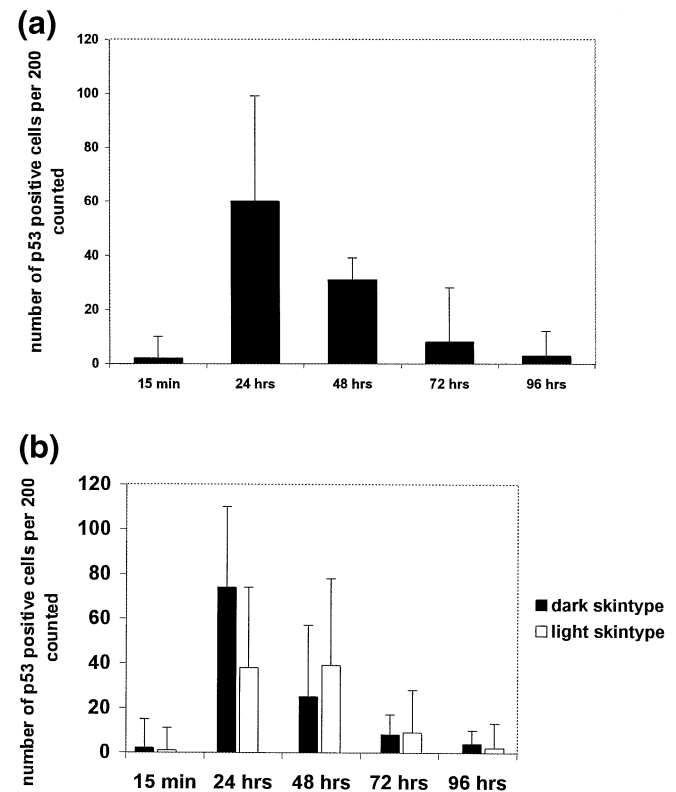 (a)
number of p53 positive cells per 200
counted
120
100
80
60
40
20
0
15 min 24 hrs 48 hrs 72 hrs 96 hrs
(b)
number of p53 positive cells per 200
counted
120
100
80
60
40
20
0
15 min 24 hrs 48 hrs 72 hrs 96 hrs
dark skintype
light skintype